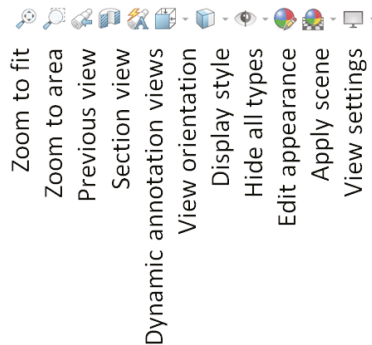 Zoom to fit
Zoom to area
Previous view
Section view
Dynamic annotation views
View orientation
Display style
Hide all types
Edit appearance
Apply scene
View settings